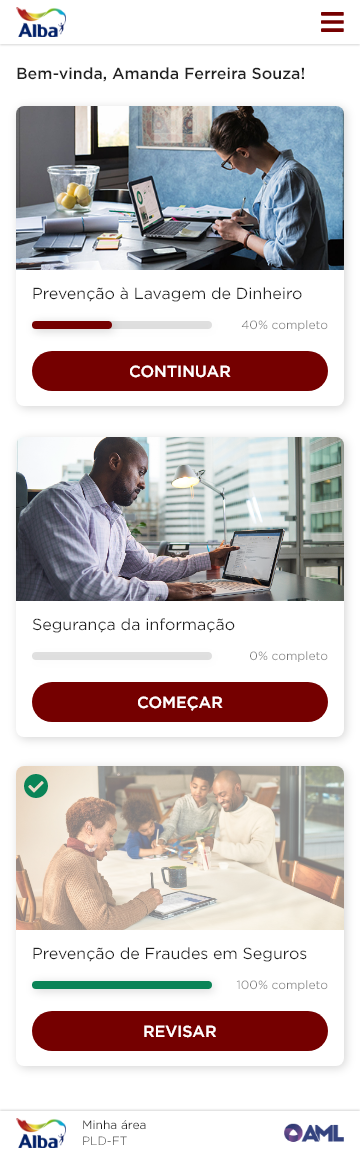 Alba
Bem-vinda, Amanda Ferreira Souza!
Prevenção à Lavagem de Dinheiro
40% completo
CONTINUAR
Segurança da informação
0% completo
COMEÇAR
Prevenção de Fraudes em Seguros
100% completo
REVISAR
Alba
Minha área
PLD-FT
AML